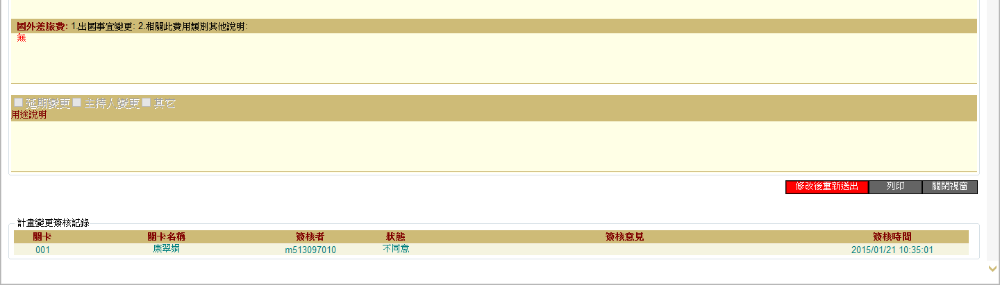 國外差旅費: 1.出國事宜變更: 2.相關此費用類別其他說明:
無
延期變更 主持人變更 其它
用途說明
修改後重新送出 列印 關閉視窗
計畫變更簽核記錄
關卡 關卡名稱 簽核者 狀態 簽核意見 簽核時間
001 康翠娟 m513097010 不同意 2015/01/21 10:35:01